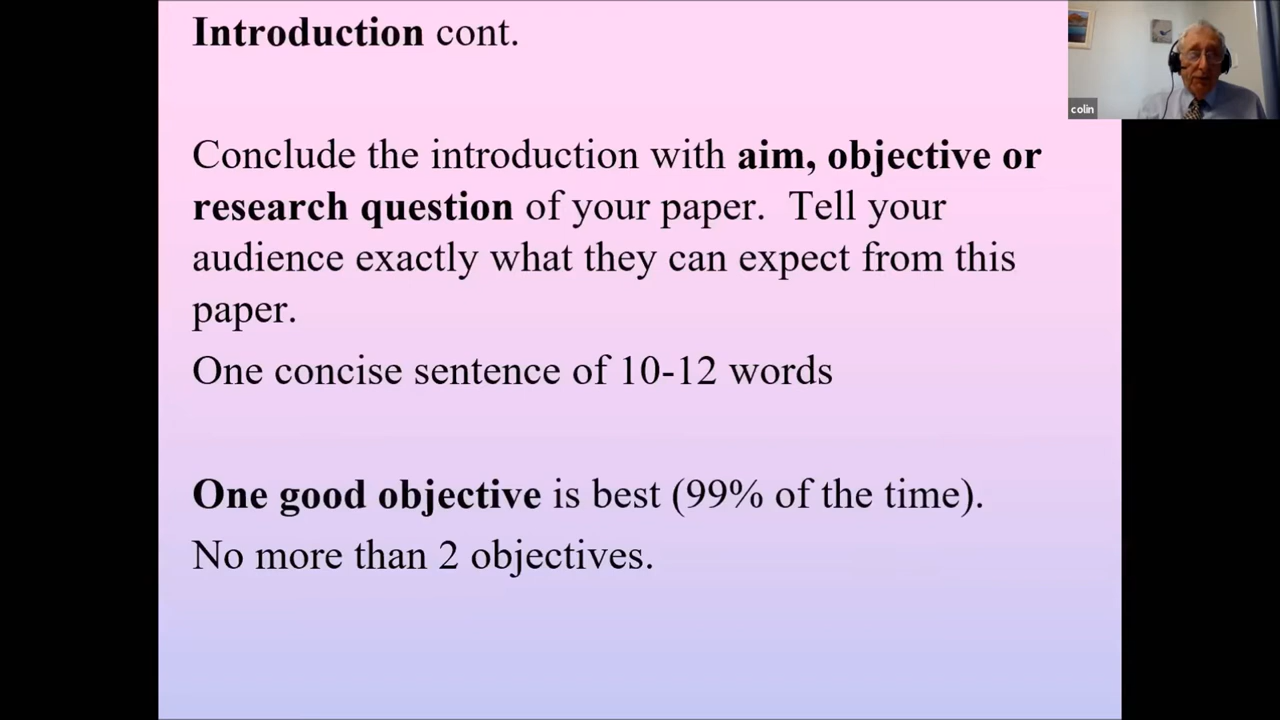 Introduction cont.
colin
Conclude the introduction with aim, objective or
research question of your paper.  Tell your
audience exactly what they can expect from this
paper.
One concise sentence of 10-12 words
One good objective is best (99% of the time).
No more than 2 objectives.